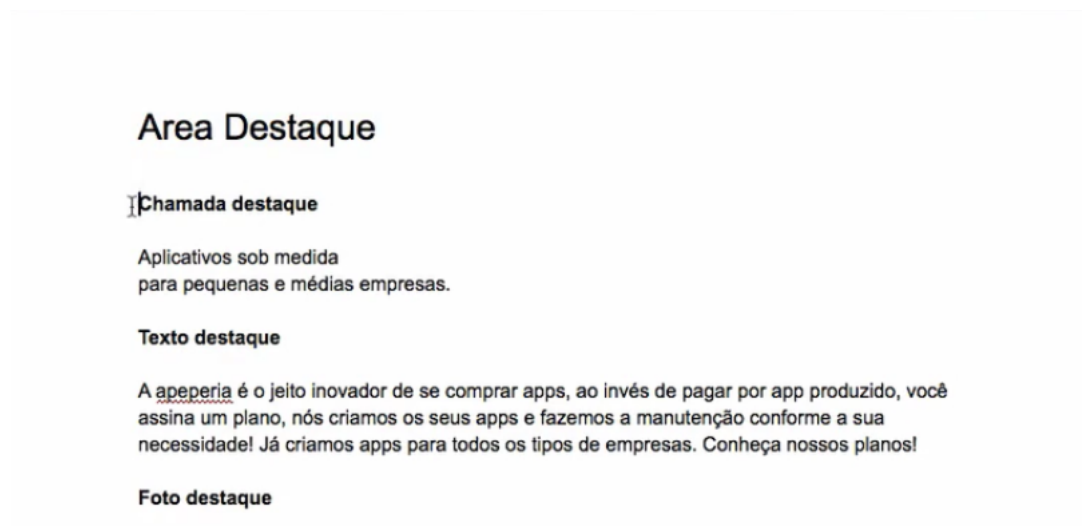 Area Destaque
Chamada destaque
Aplicativos sob medida
para pequenas e médias empresas.
Texto destaque
A apeperia é o jeito inovador de se comprar apps, ao invés de pagar por app produzido, você
assina um plano, nós criamos os seus apps e fazemos a manutenção conforme a sua
necessidade! Já criamos apps para todos os tipos de empresas. Conheça nossos planos!
Foto destaque